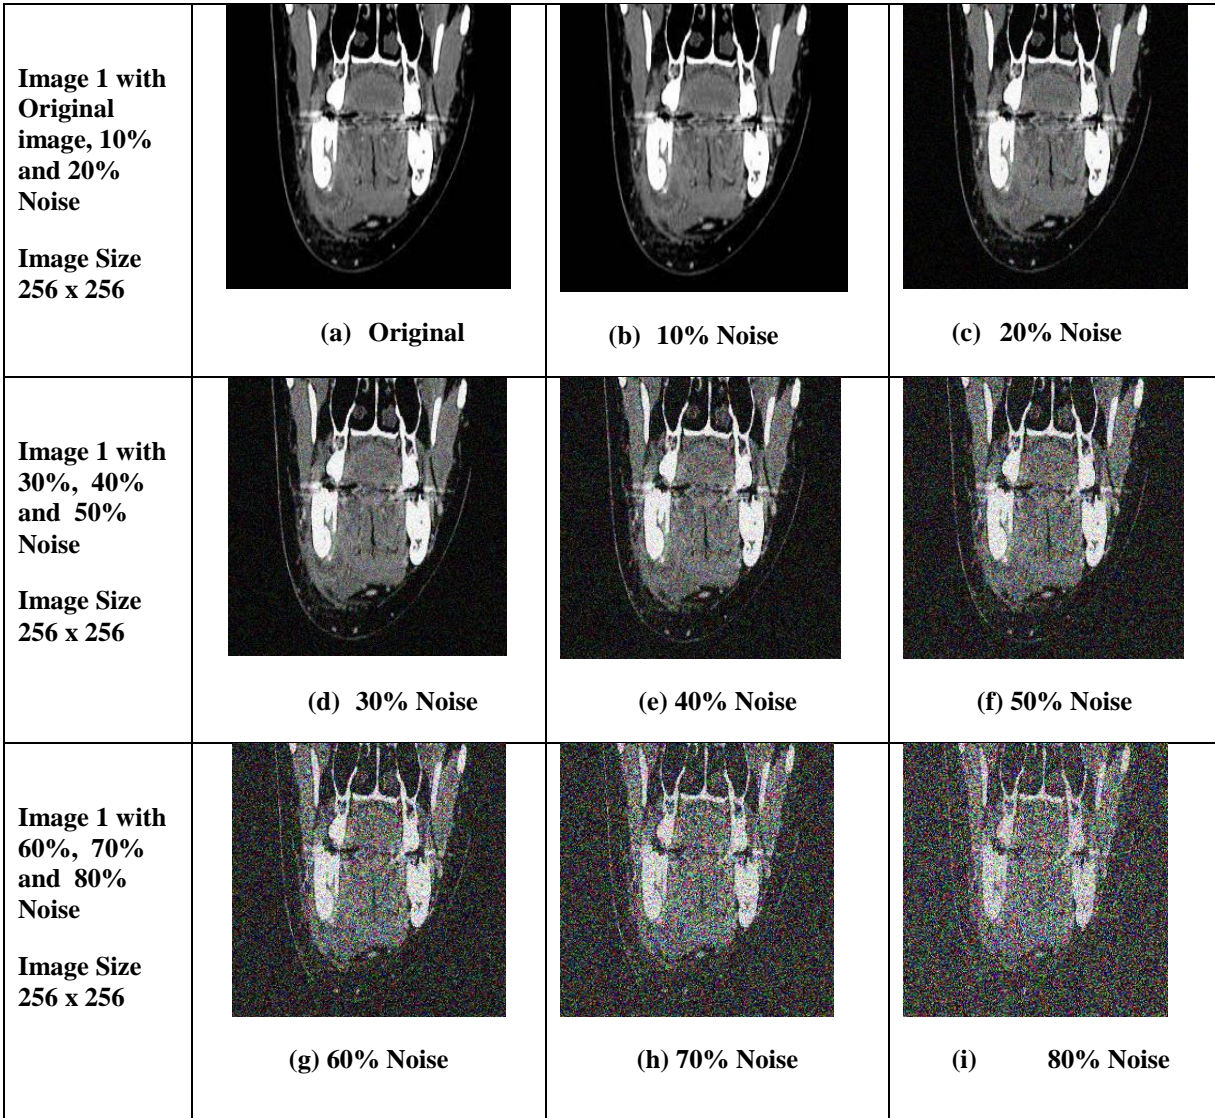 Image 1 with
Original
image, 10%
and 20%
Noise
Image Size
256 x 256
(a) Original
(b) 10% Noise
(c) 20% Noise
Image 1 with
30%, 40%
and 50%
Noise
Image Size
256 x 256
(d) 30% Noise
(e) 40% Noise
(f) 50% Noise
Image 1 with
60%, 70%
and 80%
Noise
Image Size
256 x 256
(g) 60% Noise
(h) 70% Noise
(i) 80% Noise